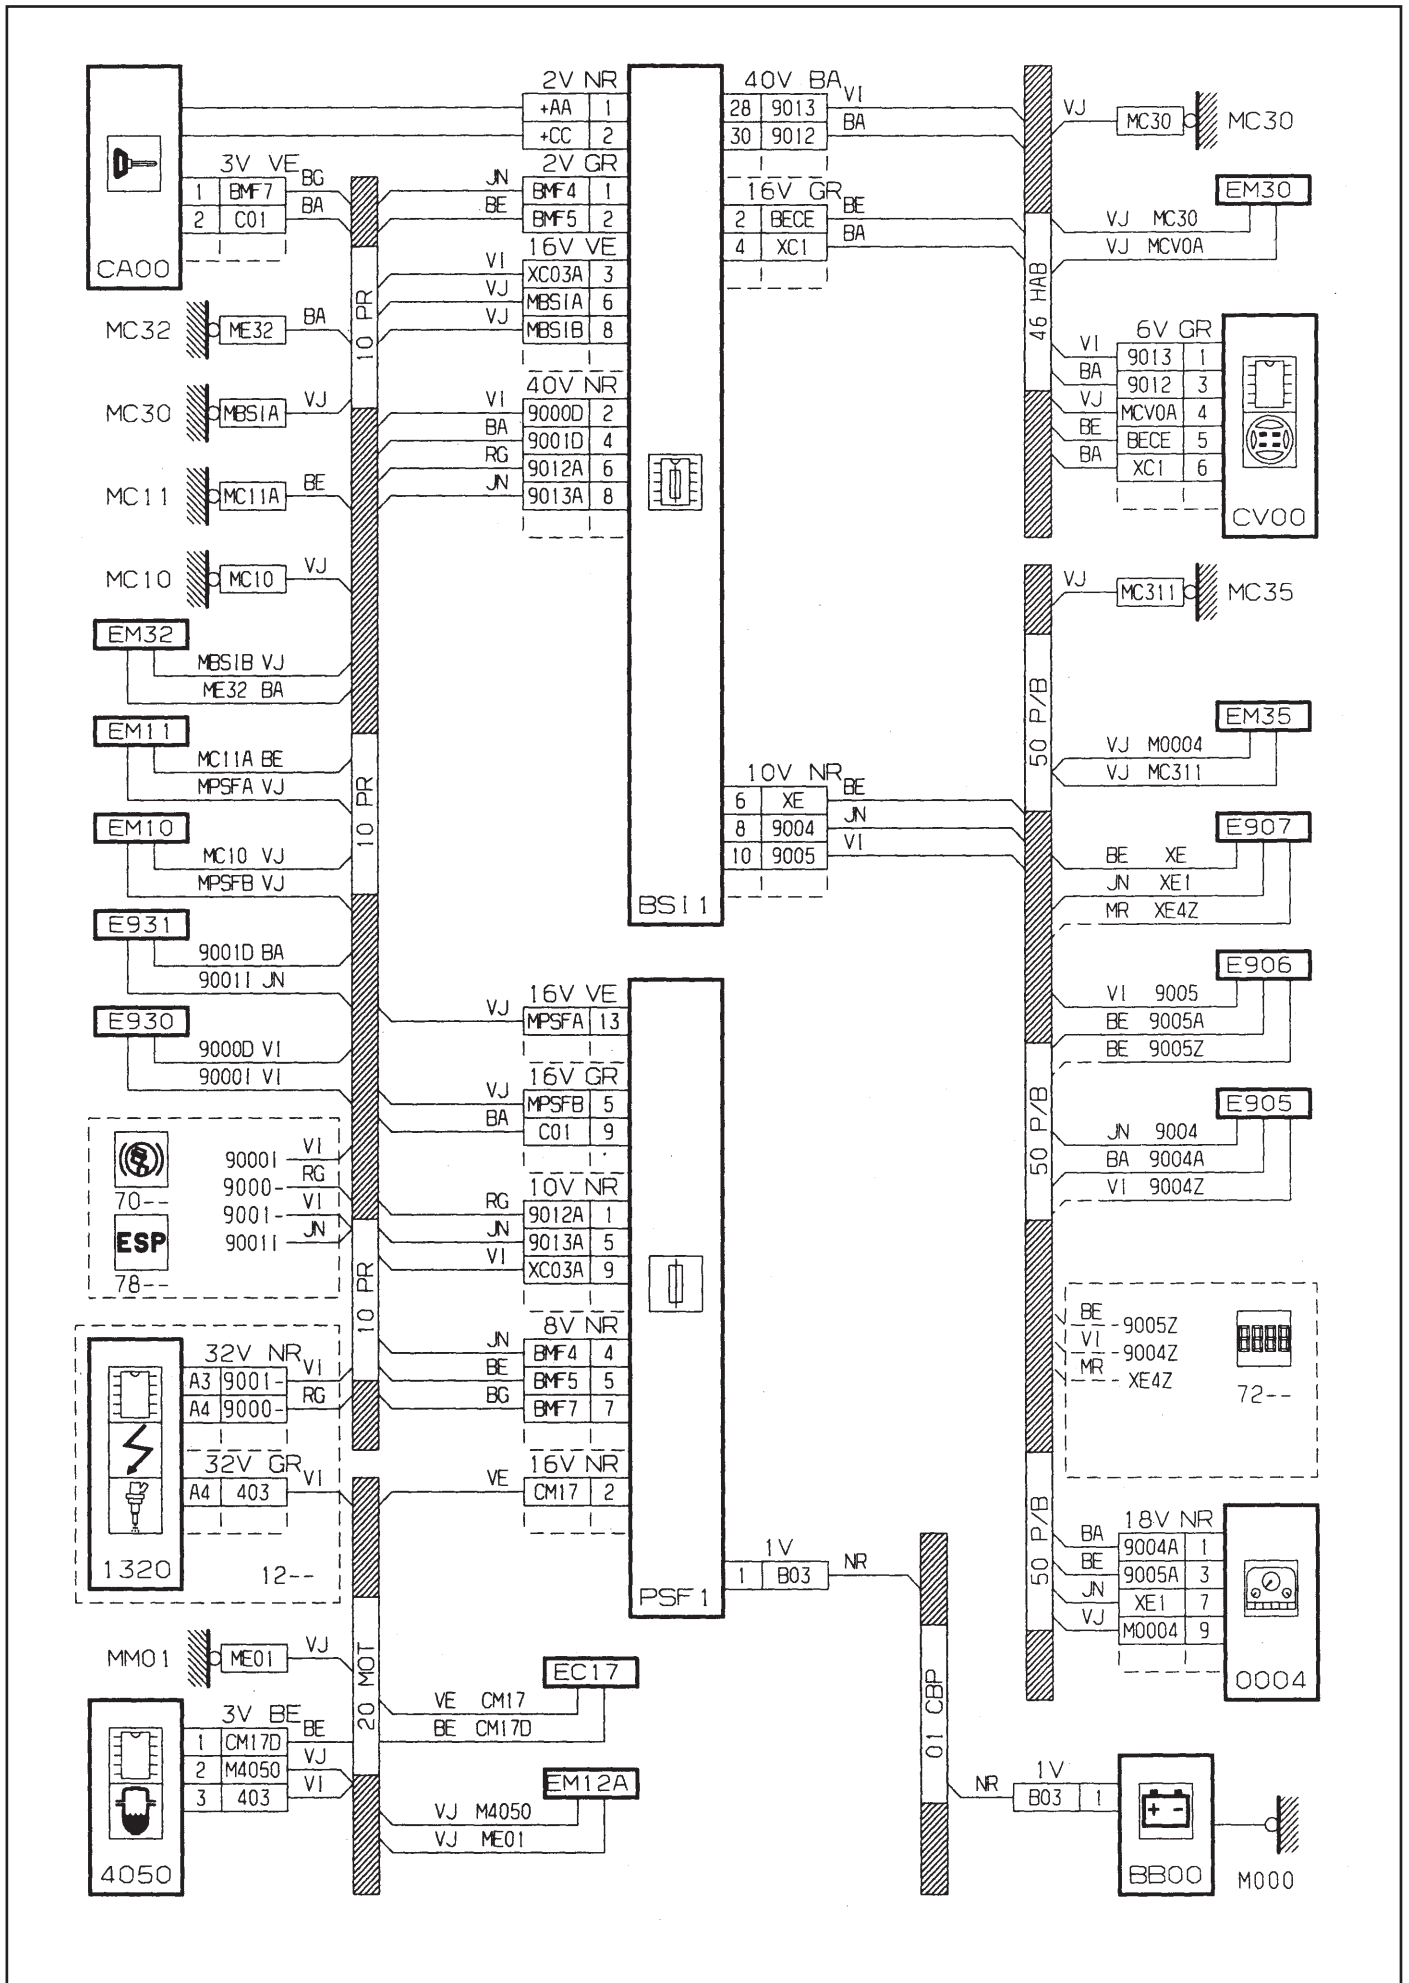 CA00
3V VE
1 BMF7 BG
2 C01 BA
MC32 ME32 BA
MC30 MBSIA VJ
MC11 MC11A BE
MC10 MC10 VJ
EM32
MBSIB VJ
ME32 BA
EM11
MC11A BE
MPSFA VJ
EM10
MC10 VJ
MPSFB VJ
E931
9001D BA
9001I JN
E930
9000D VI
9000I VI
9000I VI
9000- RG
9001- VI
9001I JN
70--
ESP
78--
32V NR
A3 9001- VI
A4 9000- RG
32V GR
A4 403 VI
1320
12--
MM01 ME01 VJ
3V BE
1 CM17D BE
2 M4050 VJ
3 403 VI
4050
10 PR
10 PR
10 PR
20 MOT
2V NR
+AA 1
+CC 2
2V GR
JN BMF4 1
BE BMF5 2
16V VE
VI XC03A 3
VJ MBSIA 6
VJ MBSIB 8
40V NR
VI 9000D 2
BA 9001D 4
RG 9012A 6
JN 9013A 8
BSI1
16V VE
VJ MPSFA 13
16V GR
VJ MPSFB 5
BA C01 9
10V NR
RG 9012A 1
JN 9013A 5
VI XC03A 9
8V NR
JN BMF4 4
BE BMF5 5
BG BMF7 7
16V NR
VE CM17 2
PSF1
EC17
VE CM17
BE CM17D
EM12A
VJ M4050
VJ ME01
40V BA
28 9013 VI
30 9012 BA
16V GR
2 BECE BE
4 XC1 BA
10V NR
6 XE BE
8 9004 JN
10 9005 VI
1V
1 B03 NR
01 CBP
46 HAB
50 P/B
50 P/B
50 P/B
VJ MC30 MC30
EM30
VJ MC30
VJ MCV0A
6V GR
VI 9013 1
BA 9012 3
VJ MCV0A 4
BE BECE 5
BA XC1 6
CV00
VJ MC311 MC35
EM35
VJ M0004
VJ MC311
E907
BE XE
JN XE1
MR XE4Z
E906
VI 9005
BE 9005A
BE 9005Z
E905
JN 9004
BA 9004A
VI 9004Z
BE 9005Z
VI 9004Z
MR XE4Z
72--
18V NR
BA 9004A 1
BE 9005A 3
JN XE1 7
VJ M0004 9
0004
1V
NR B03 1
BB00
M000